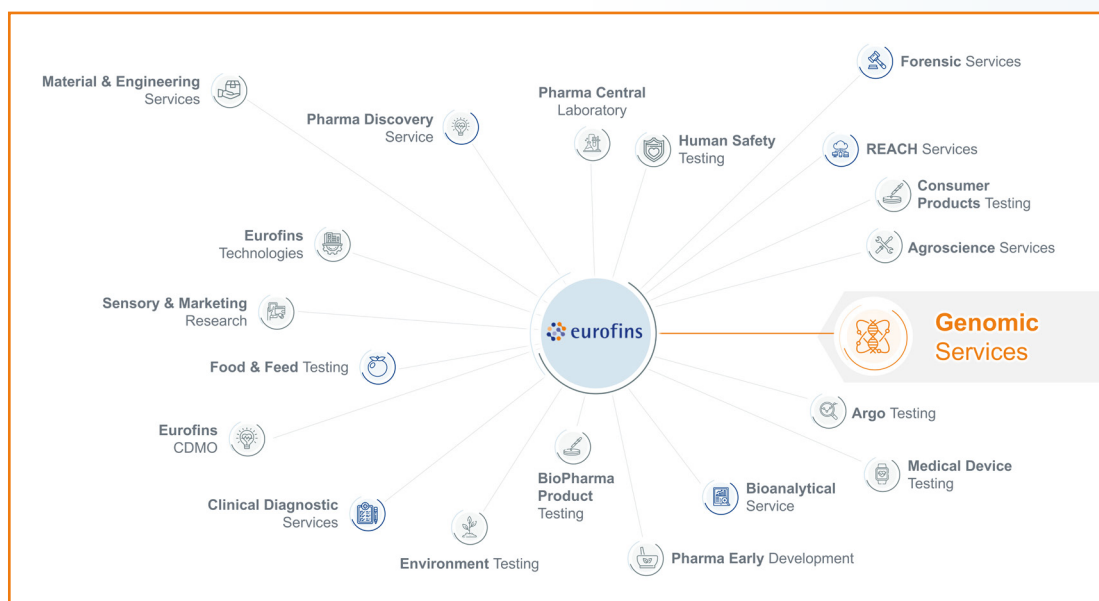 Material & Engineering
Services
Pharma Discovery
Service
Pharma Central
Laboratory
Human Safety
Testing
Forensic Services
REACH Services
Consumer
Products Testing
Agroscience Services
Eurofins
Technologies
Sensory & Marketing
Research
eurofins
Genomic
Services
Food & Feed Testing
Eurofins
CDMO
Argo Testing
Medical Device
Testing
BioPharma
Product
Testing
Bioanalytical
Service
Clinical Diagnostic
Services
Environment Testing
Pharma Early Development